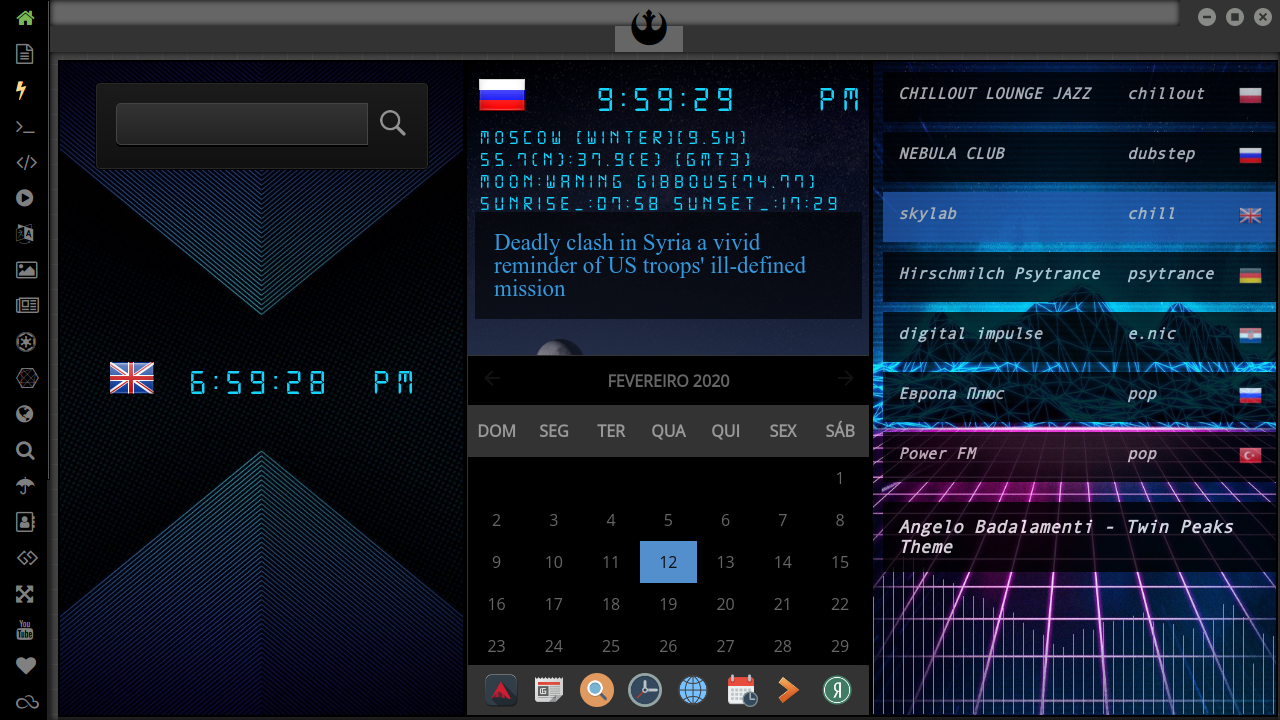 9:59:29 PM
MOSCOW (WINTER)(9.5H)
55.7(N):37.9(E) (GMT3)
MOON:WANING GIBBOUS(74.77)
SUNRISE_:07:58 SUNSET_:17:29
Deadly clash in Syria a vivid
reminder of US troops' ill-defined
mission
6:59:28 PM
FEVEREIRO 2020
DOM SEG TER QUA QUI SEX SÁB
1
2 3 4 5 6 7 8
9 10 11 12 13 14 15
16 17 18 19 20 21 22
23 24 25 26 27 28 29
CHILLOUT LOUNGE JAZZ chillout
NEBULA CLUB dubstep
skylab chill
Hirschmilch Psytrance psytrance
digital impulse e.nic
Европа Плюс pop
Power FM pop
Angelo Badalamenti - Twin Peaks
Theme
You
Tube
Я